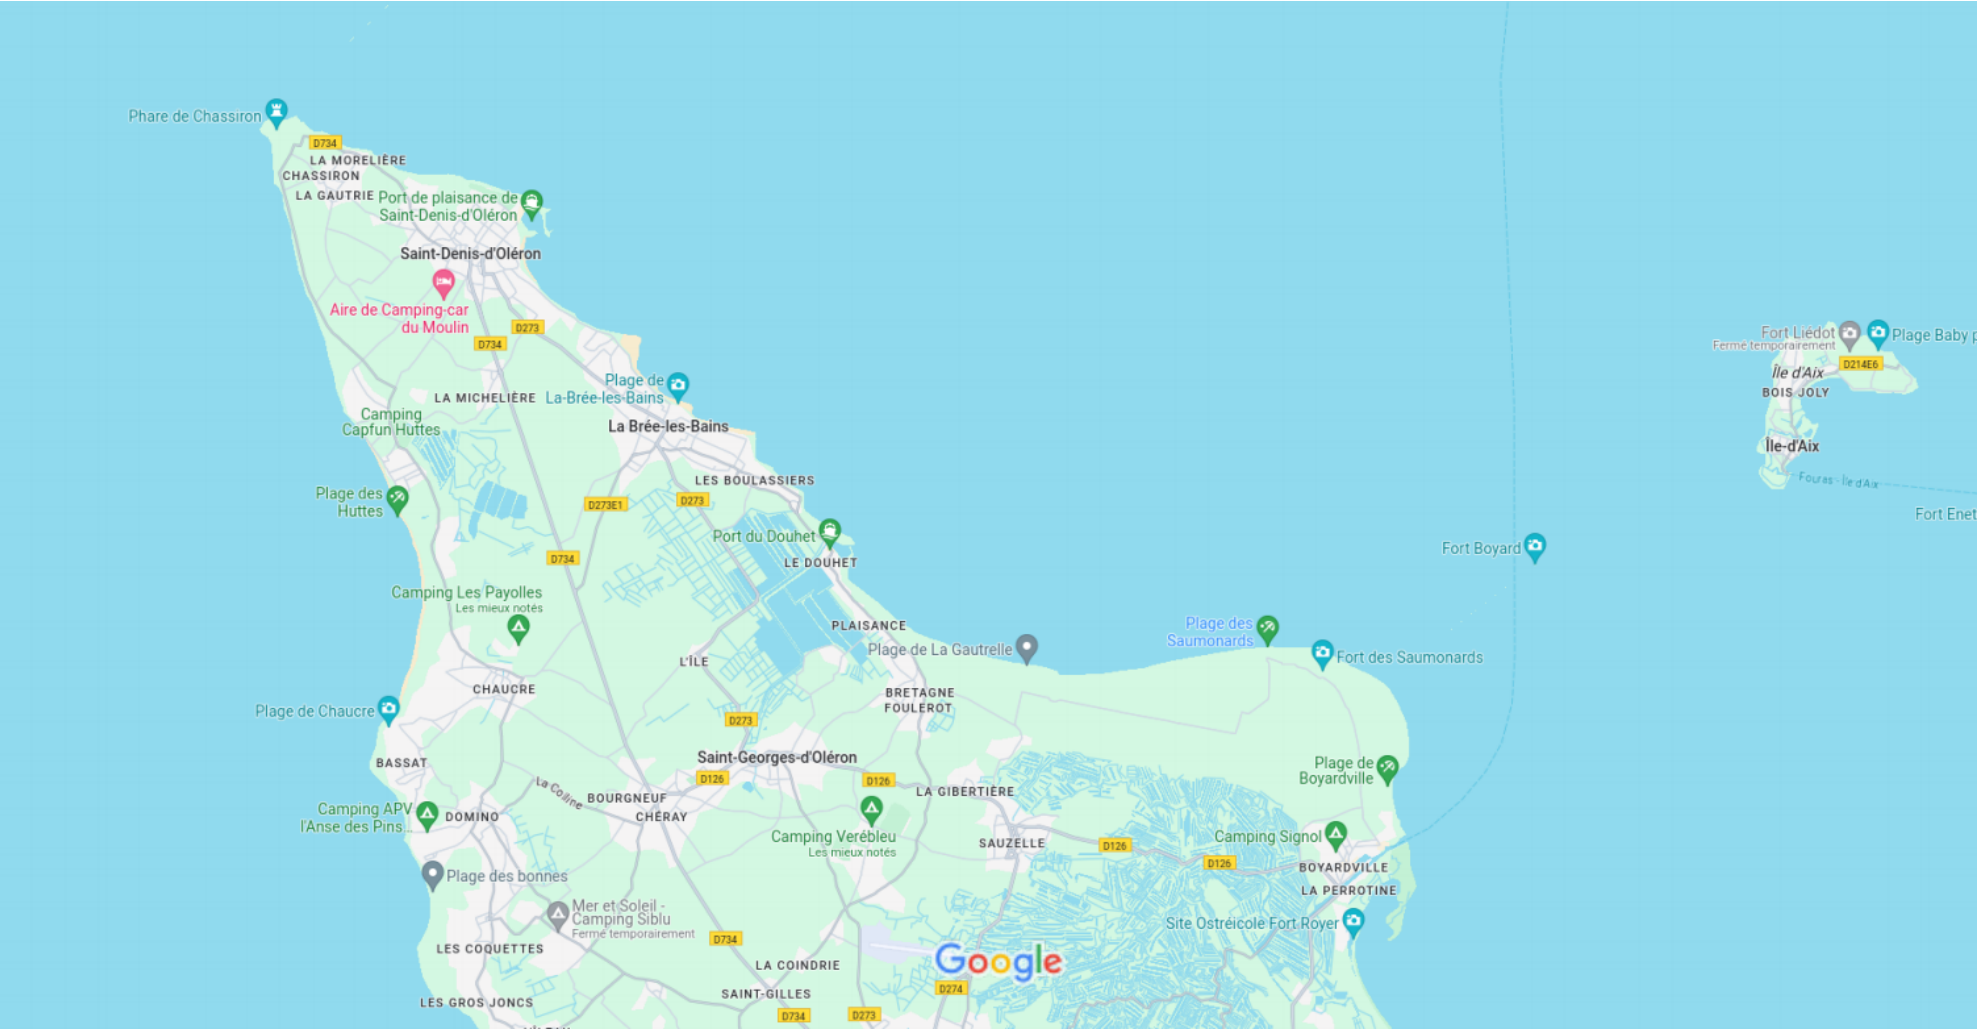 Phare de Chassiron
D734
LA MORELIÈRE
CHASSIRON
LA GAUTRIE
Port de plaisance de
Saint-Denis-d'Oléron
Saint-Denis-d'Oléron
Aire de Camping-car
du Moulin
D273
D734
Fort Liédot
Fermé temporairement
Plage Baby p
D214E6
Île d'Aix
BOIS JOLY
Île-d'Aix
Fouras - Île d'Aix
Fort Enet
Plage de
La-Brée-les-Bains
LA MICHELIÈRE
Camping
Capfun Huttes
La Brée-les-Bains
LES BOULASSIERS
Plage des
Huttes
D273E1
D273
Port du Douhet
LE DOUHET
D734
Fort Boyard
Camping Les Payolles
Les mieux notés
PLAISANCE
Plage de La Gautrelle
Plage des
Saumonards
Fort des Saumonards
L'ÎLE
CHAUCRE
BRETAGNE
FOULEROT
Plage de Chaucre
D273
BASSAT
Saint-Georges-d'Oléron
D126
D126
Plage de
Boyardville
La Colline
BOURGNEUF
CHÉRAY
LA GIBERTIÈRE
Camping APV
l'Anse des Pins...
DOMINO
Camping Verébleu
Les mieux notés
SAUZELLE
D126
D126
Camping Signol
BOYARDVILLE
LA PERROTINE
Plage des bonnes
Mer et Soleil -
Camping Siblu
Fermé temporairement
Site Ostréicole Fort Royer
LES COQUETTES
D734
LA COINDRIE
Google
D274
SAINT-GILLES
LES GROS JONCS
D734
D273